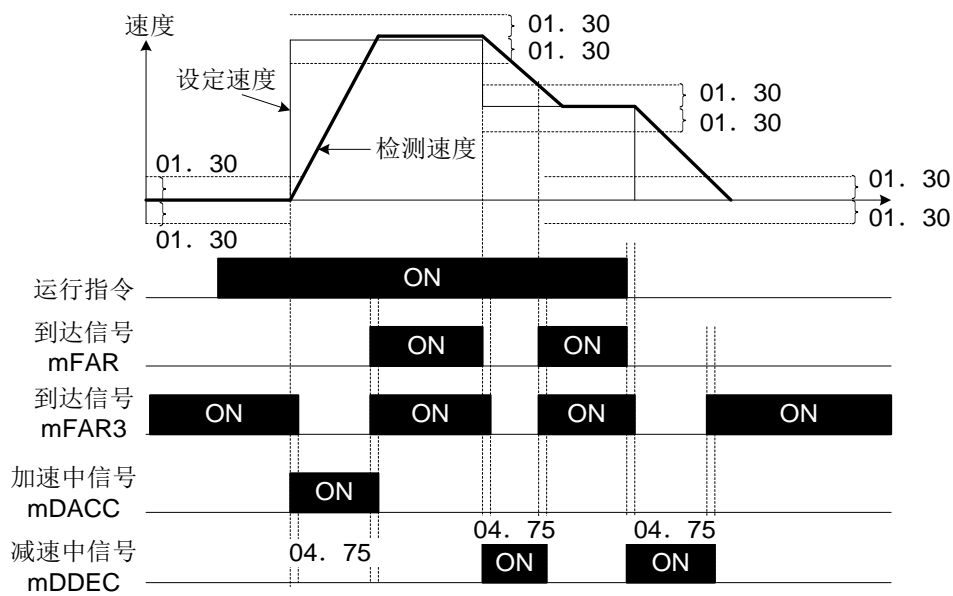 01. 30
速度
01. 30
设定速度
01. 30
01. 30
检测速度
01. 30
01. 30
01. 30
01. 30
运行指令
ON
到达信号
mFAR
ON
ON
到达信号
mFAR3
ON
ON
ON
ON
加速中信号
mDACC
ON
04. 75
04. 75
04. 75
减速中信号
mDDEC
ON
ON